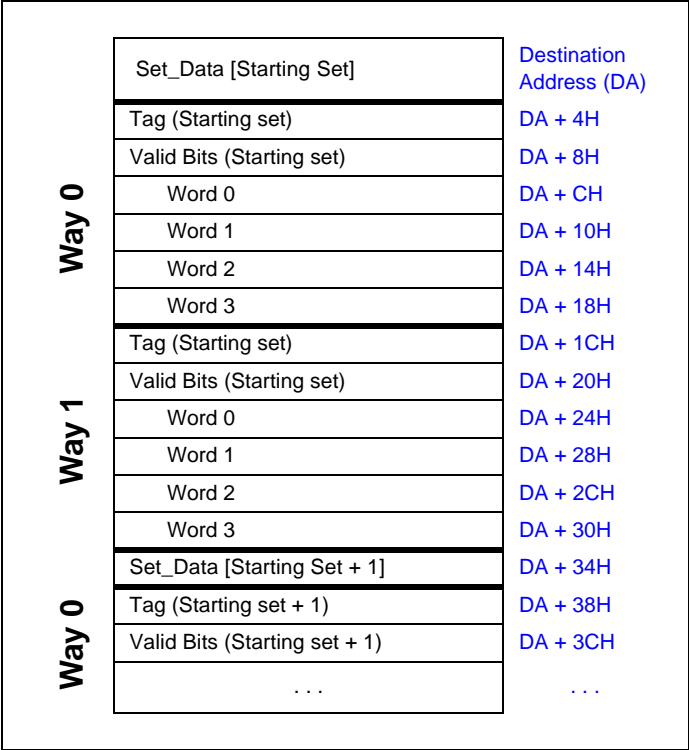 Set_Data [Starting Set] Destination
Address (DA)
Way 0
Tag (Starting set) DA + 4H
Valid Bits (Starting set) DA + 8H
Word 0 DA + CH
Word 1 DA + 10H
Word 2 DA + 14H
Word 3 DA + 18H
Way 1
Tag (Starting set) DA + 1CH
Valid Bits (Starting set) DA + 20H
Word 0 DA + 24H
Word 1 DA + 28H
Word 2 DA + 2CH
Word 3 DA + 30H
Set_Data [Starting Set + 1] DA + 34H
Way 0
Tag (Starting set + 1) DA + 38H
Valid Bits (Starting set + 1) DA + 3CH
. . . . . .